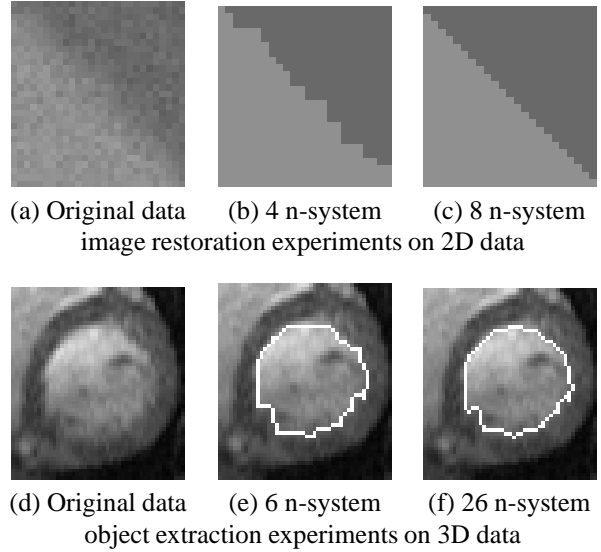 (a) Original data (b) 4 n-system (c) 8 n-system
image restoration experiments on 2D data
(d) Original data (e) 6 n-system (f) 26 n-system
object extraction experiments on 3D data